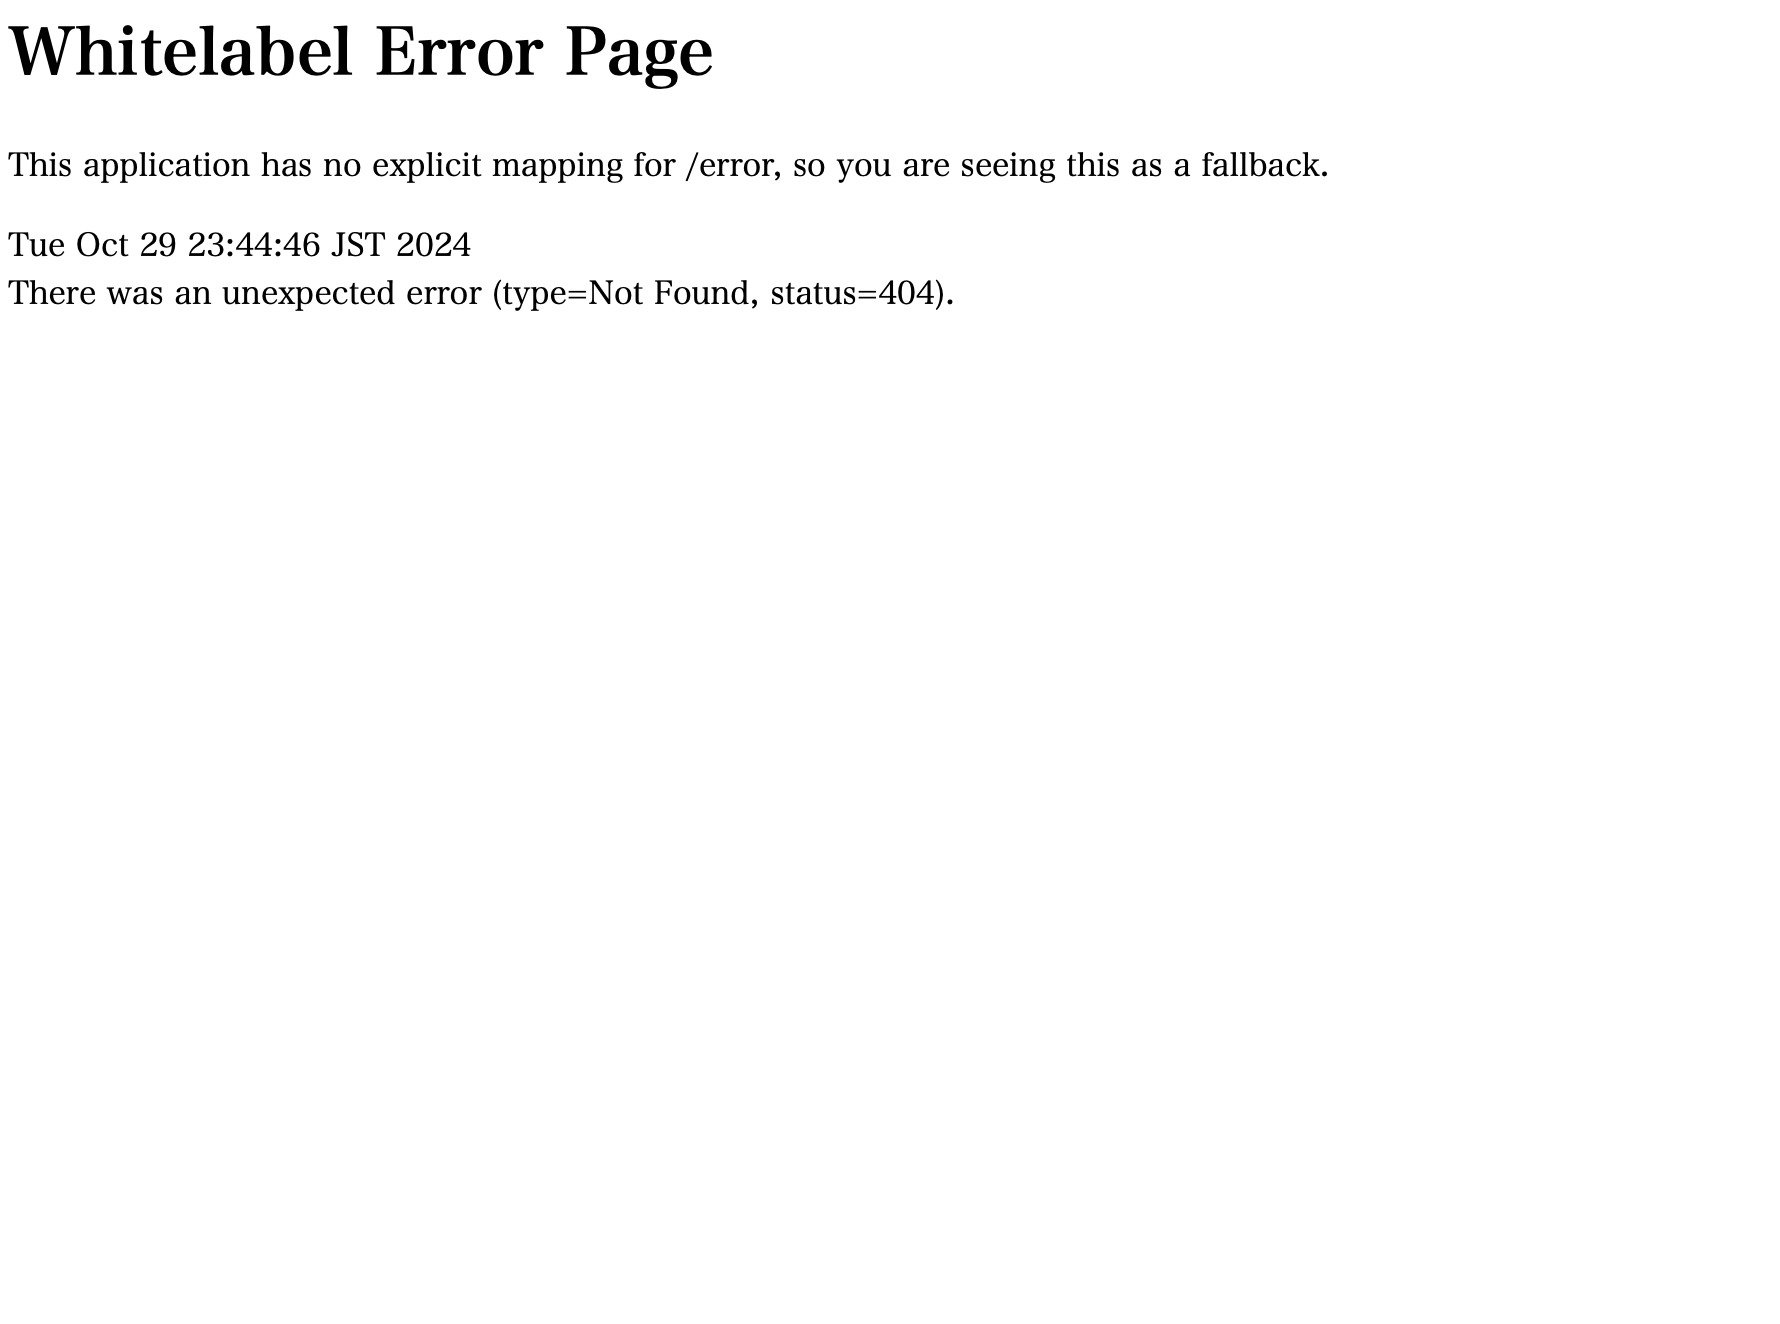 Whitelabel Error Page
This application has no explicit mapping for /error, so you are seeing this as a fallback.
Tue Oct 29 23:44:46 JST 2024
There was an unexpected error (type=Not Found, status=404).